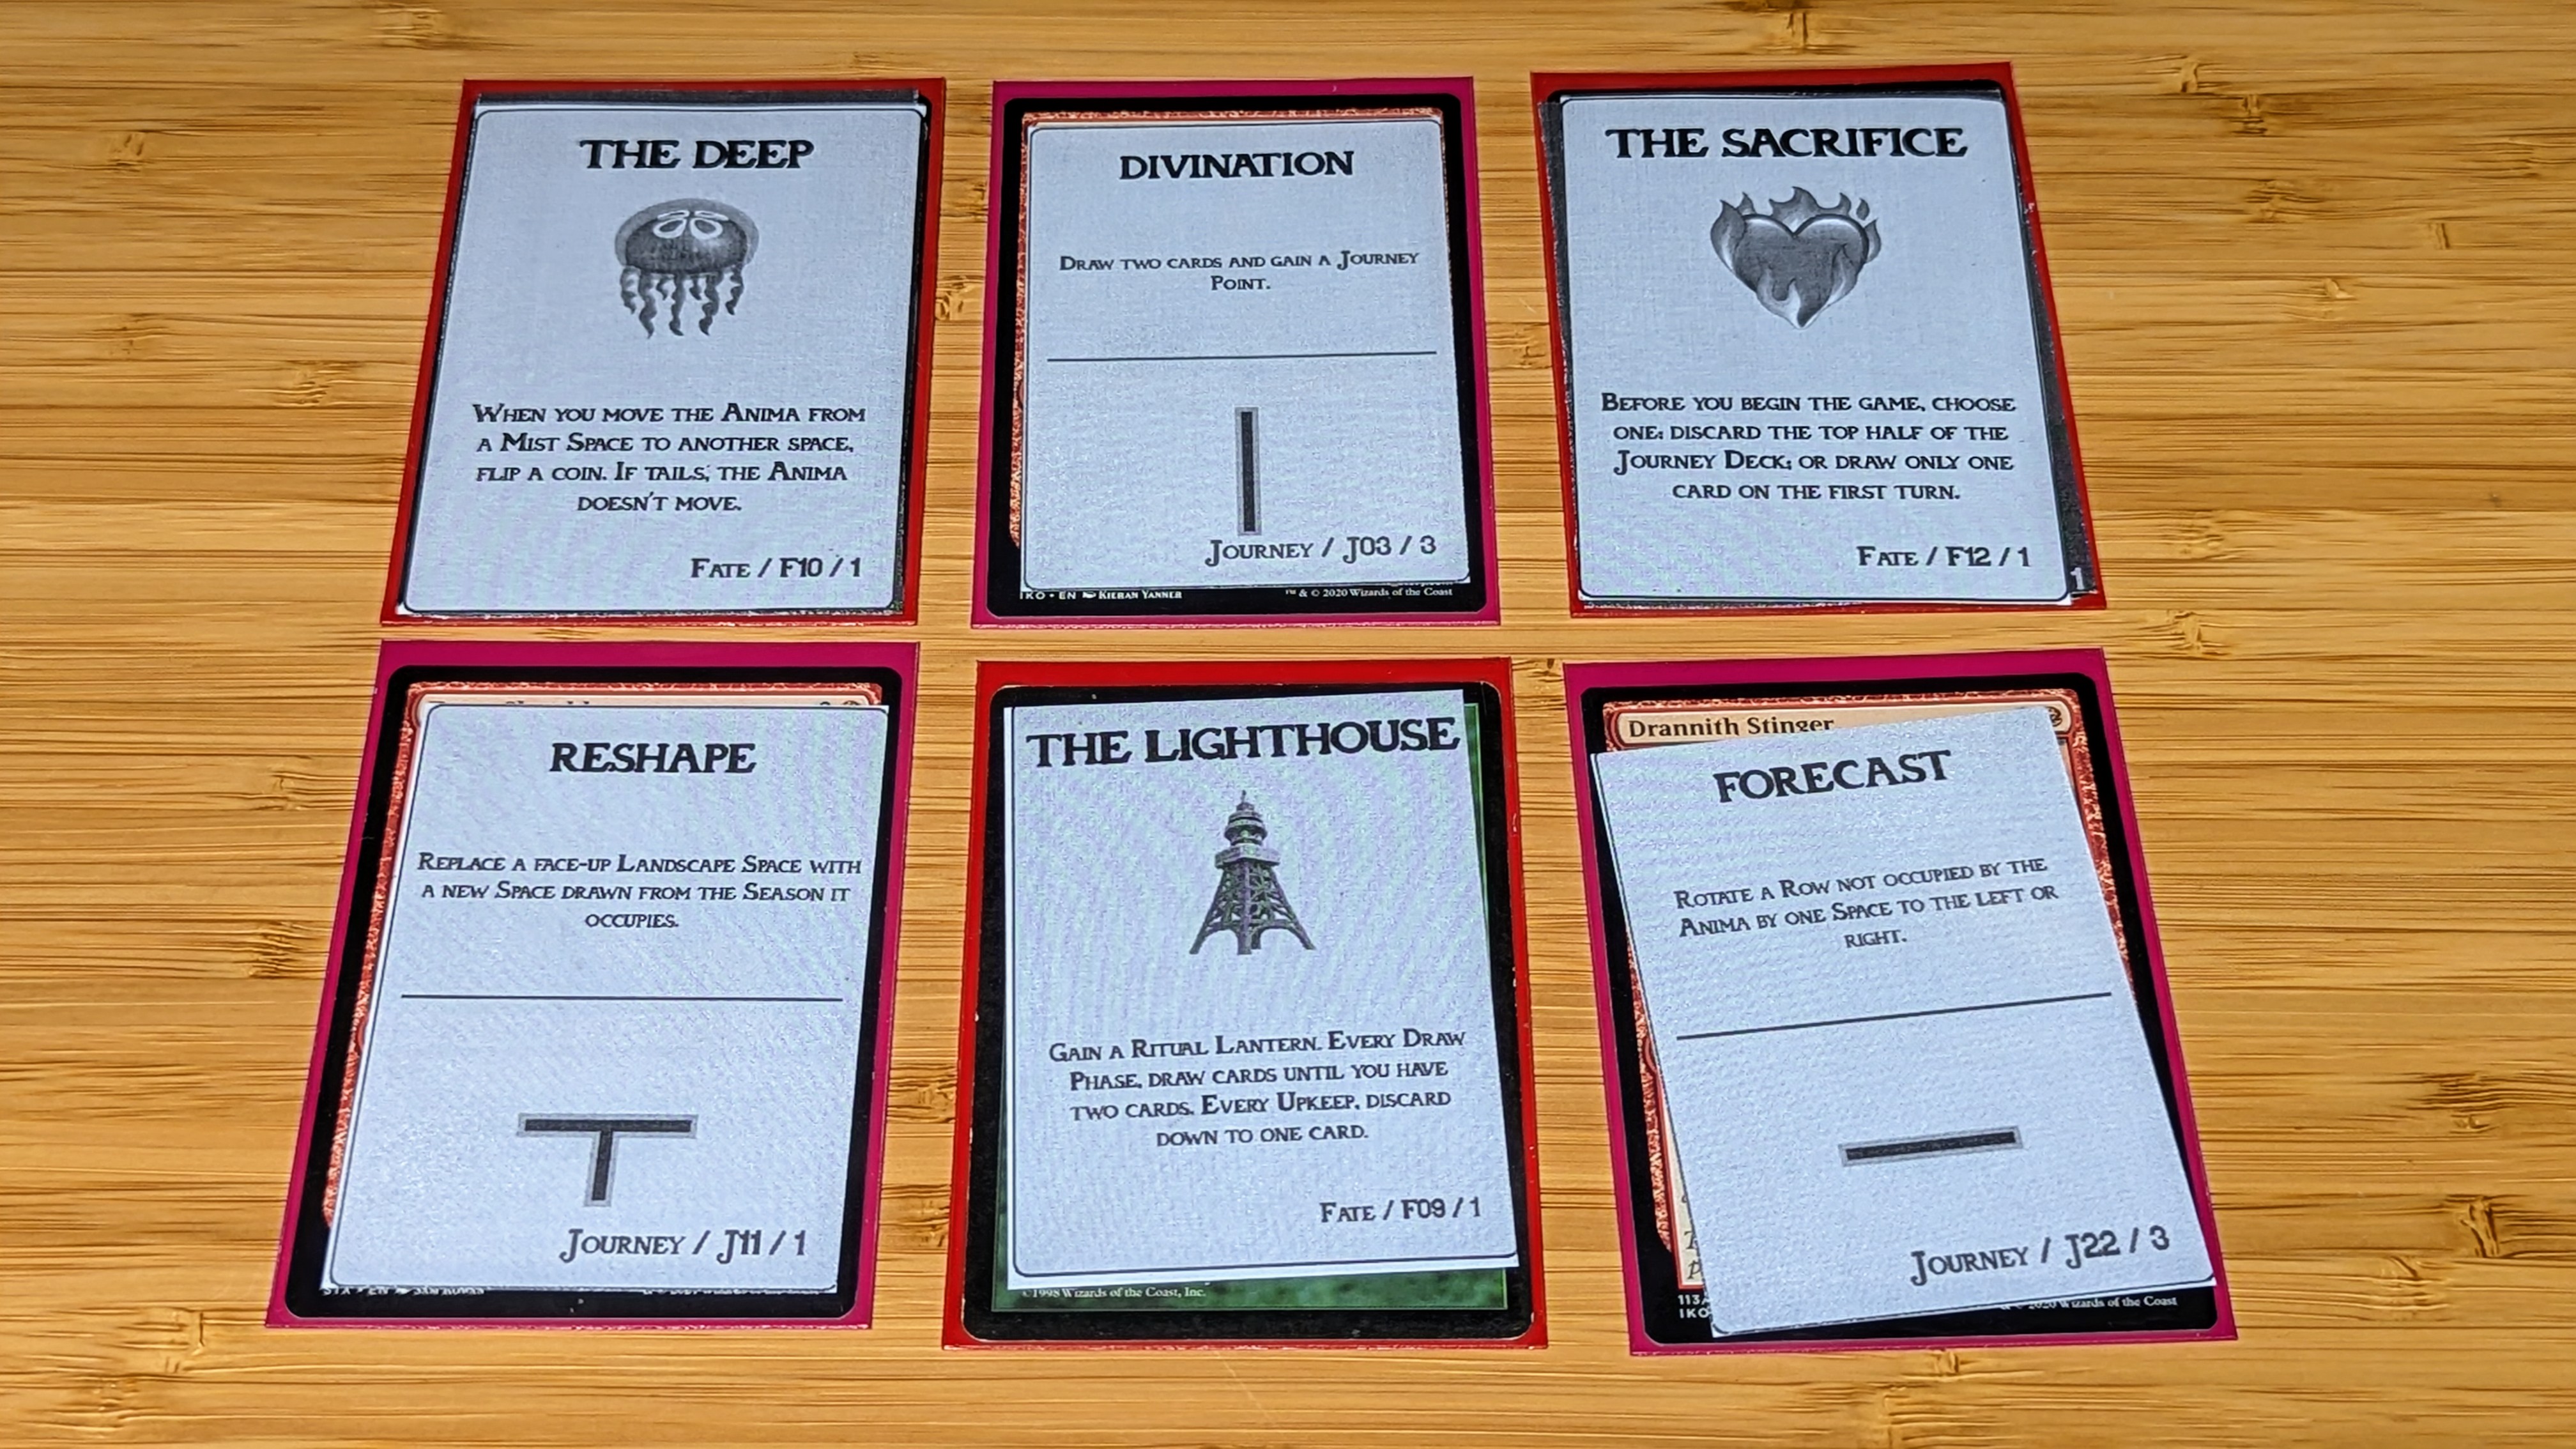 THE DEEP
WHEN YOU MOVE THE ANIMA FROM
A MIST SPACE TO ANOTHER SPACE,
FLIP A COIN. IF TAILS, THE ANIMA
DOESN'T MOVE.
FATE / F10 / 1
DIVINATION
DRAW TWO CARDS AND GAIN A JOURNEY
POINT.
JOURNEY / J03 / 3
IKO • EN KIERAN YANNER
™ & © 2020 Wizards of the Coast
THE SACRIFICE
BEFORE YOU BEGIN THE GAME, CHOOSE
ONE: DISCARD THE TOP HALF OF THE
JOURNEY DECK; OR DRAW ONLY ONE
CARD ON THE FIRST TURN.
FATE / F12 / 1
1
RESHAPE
REPLACE A FACE-UP LANDSCAPE SPACE WITH
A NEW SPACE DRAWN FROM THE SEASON IT
OCCUPIES.
JOURNEY / J11 / 1
THE LIGHTHOUSE
GAIN A RITUAL LANTERN. EVERY DRAW
PHASE, DRAW CARDS UNTIL YOU HAVE
TWO CARDS. EVERY UPKEEP, DISCARD
DOWN TO ONE CARD.
FATE / F09 / 1
©1998 Wizards of the Coast, Inc.
Drannith Stinger
FORECAST
ROTATE A ROW NOT OCCUPIED BY THE
ANIMA BY ONE SPACE TO THE LEFT OR
RIGHT.
JOURNEY / J22 / 3
113
IKO
2020 Wizards of the Coast